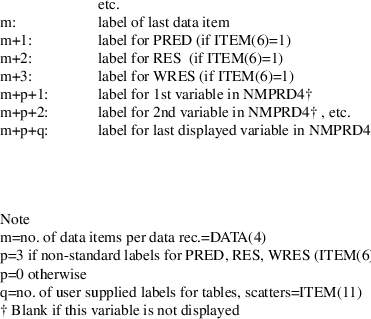 etc.
m: label of last data item
m+1: label for PRED (if ITEM(6)=1)
m+2: label for RES (if ITEM(6)=1)
m+3: label for WRES (if ITEM(6)=1)
m+p+1: label for 1st variable in NMPRD4†
m+p+2: label for 2nd variable in NMPRD4† , etc.
m+p+q: label for last displayed variable in NMPRD4
Note
m=no. of data items per data rec.=DATA(4)
p=3 if non-standard labels for PRED, RES, WRES (ITEM(6)
p=0 otherwise
q=no. of user supplied labels for tables, scatters=ITEM(11)
† Blank if this variable is not displayed